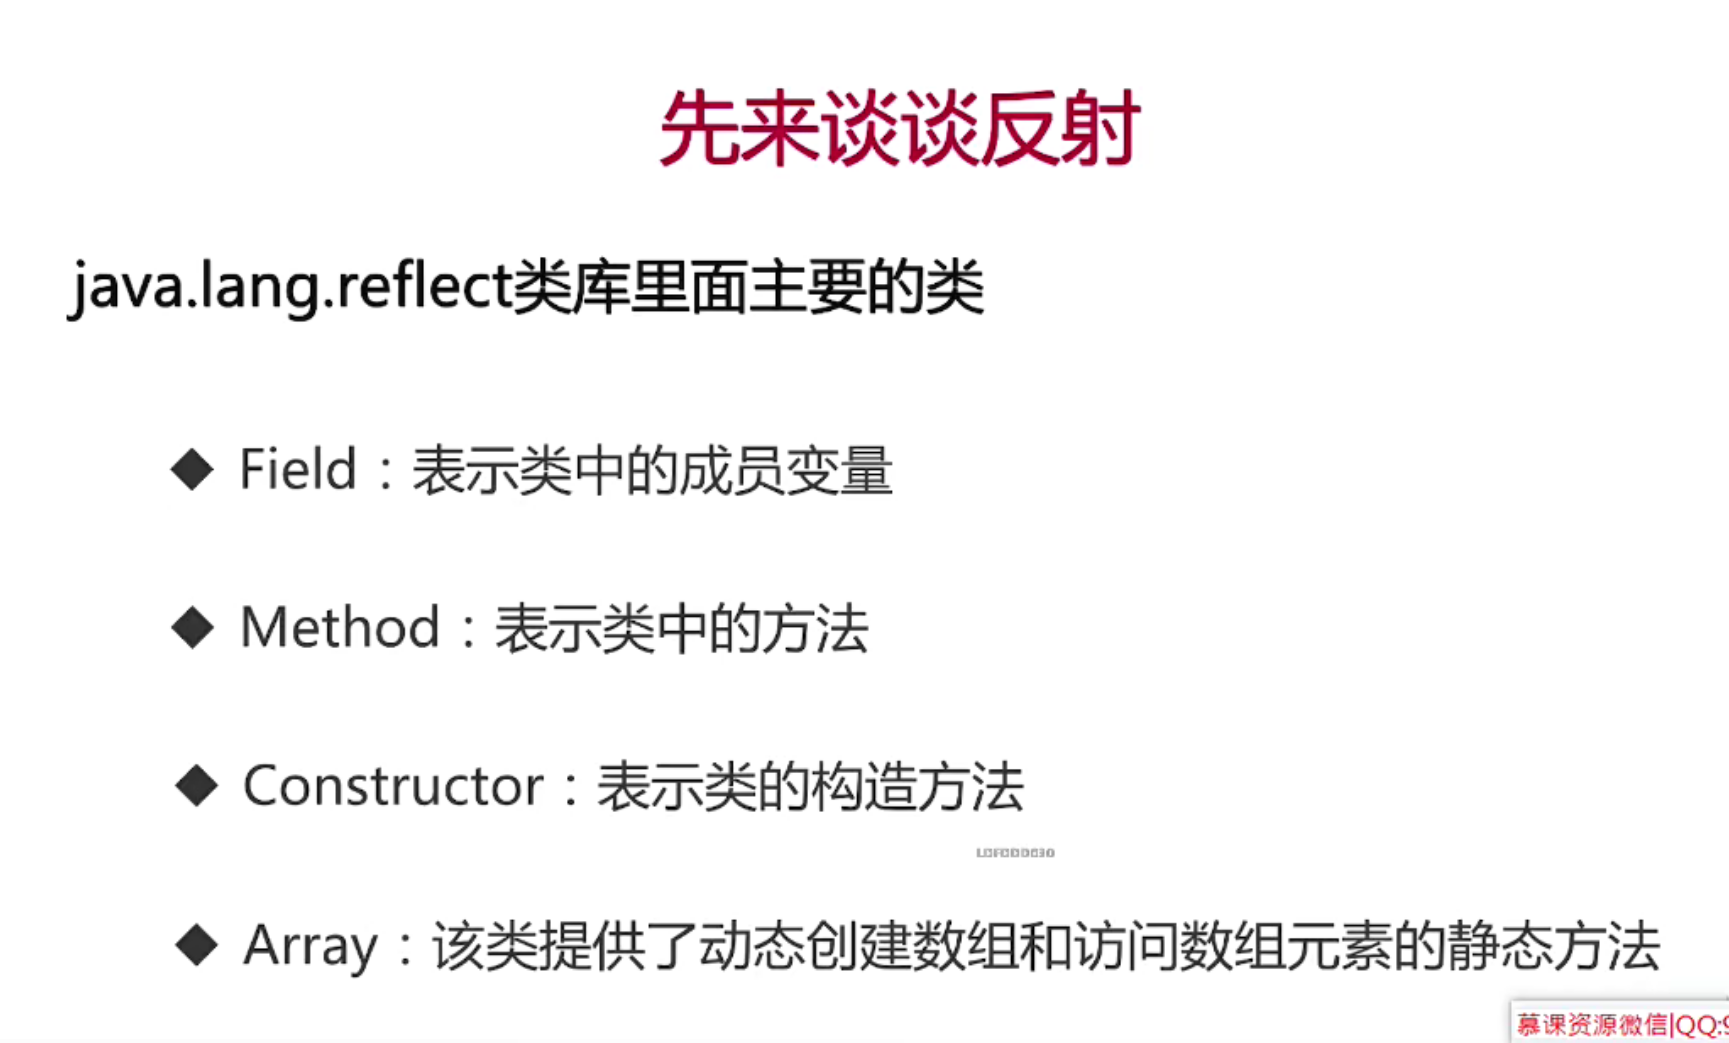 先来谈谈反射
java.lang.reflect类库里面主要的类
◆ Field：表示类中的成员变量
◆ Method：表示类中的方法
◆ Constructor：表示类的构造方法
◆ Array：该类提供了动态创建数组和访问数组元素的静态方法
慕课资源微信|QQ:9